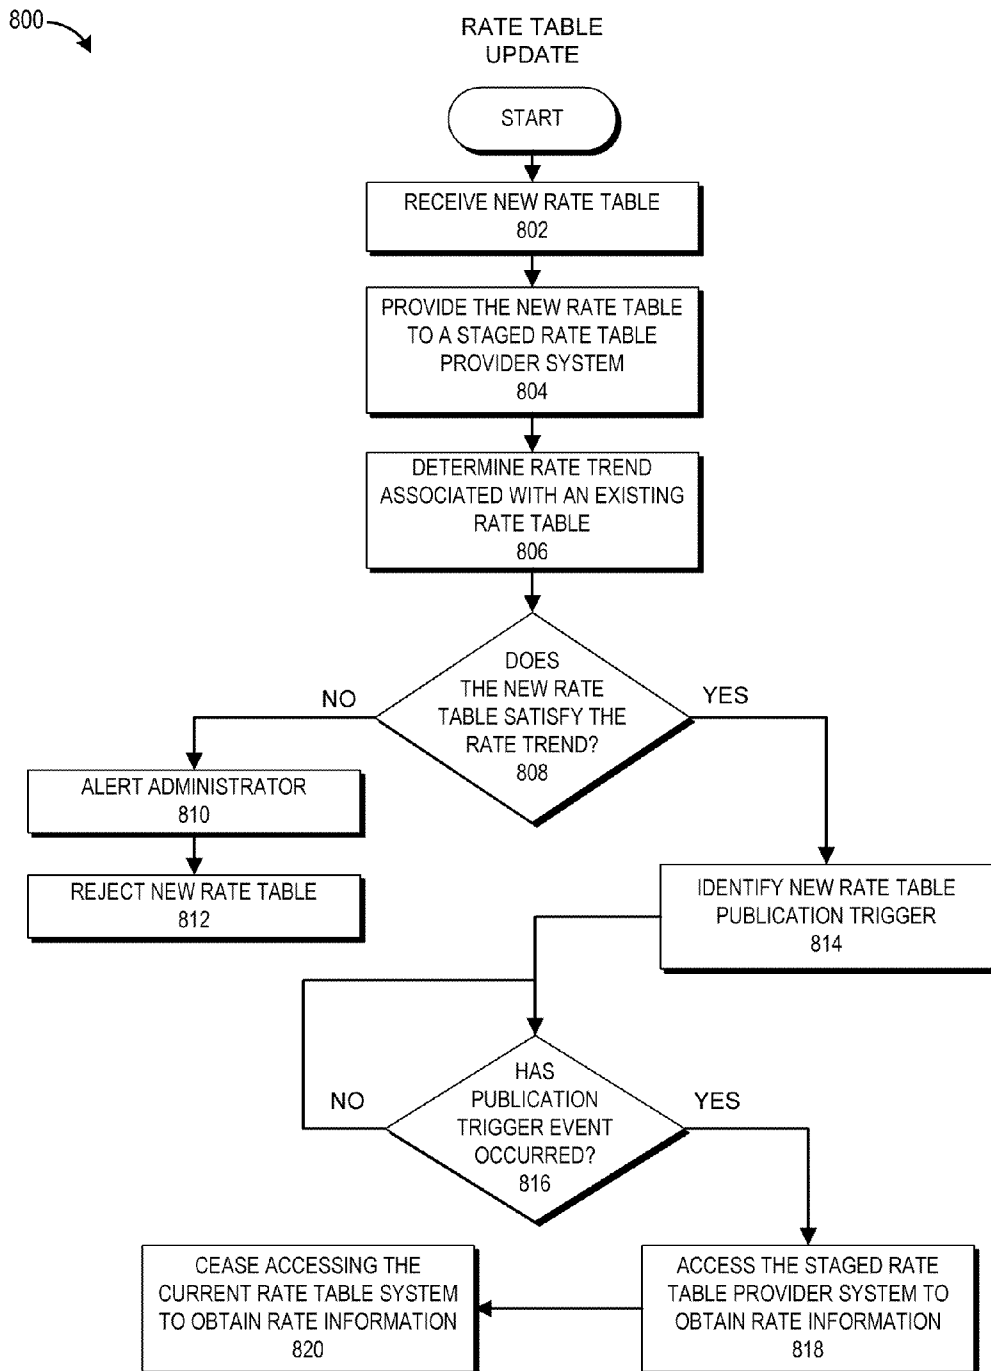 800
RATE TABLE
UPDATE
START
RECEIVE NEW RATE TABLE
802
PROVIDE THE NEW RATE TABLE
TO A STAGED RATE TABLE
PROVIDER SYSTEM
804
DETERMINE RATE TREND
ASSOCIATED WITH AN EXISTING
RATE TABLE
806
DOES
THE NEW RATE
TABLE SATISFY THE
RATE TREND?
808
NO
YES
ALERT ADMINISTRATOR
810
REJECT NEW RATE TABLE
812
IDENTIFY NEW RATE TABLE
PUBLICATION TRIGGER
814
HAS
PUBLICATION
TRIGGER EVENT
OCCURRED?
816
NO
YES
ACCESS THE STAGED RATE
TABLE PROVIDER SYSTEM TO
OBTAIN RATE INFORMATION
818
CEASE ACCESSING THE
CURRENT RATE TABLE SYSTEM
TO OBTAIN RATE INFORMATION
820